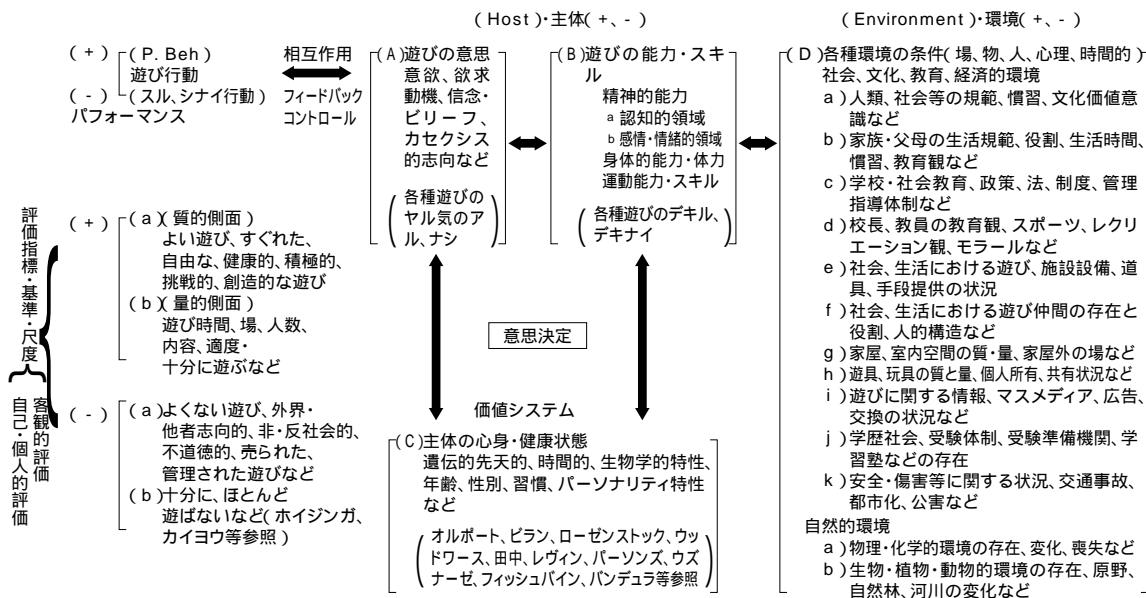 (Host)・主体(+、-)
(Environment)・環境(+、-)
(+)
(-)
(P. Beh)
遊び行動
(スル、シナイ行動)
パフォーマンス
相互作用
フィードバック
コントロール
(A)遊びの意思
意欲、欲求
動機、信念・
ビリーフ、
カセクシス
的志向など
各種遊びの
ヤル気のア
ル、ナシ
(B)遊びの能力・スキ
ル
精神的能力
a 認知的領域
b 感情・情緒的領域
身体的能力・体力
運動能力・スキル
各種遊びのデキル、
デキナイ
(D)各種環境の条件(場、物、人、心理、時間的)
社会、文化、教育、経済的環境
a)人類、社会等の規範、慣習、文化価値意
識など
b)家族・父母の生活規範、役割、生活時間、
慣習、教育観など
c)学校・社会教育、政策、法、制度、管理
指導体制など
d)校長、教員の教育観、スポーツ、レクリ
エーション観、モラールなど
e)社会、生活における遊び、施設設備、道
具、手段提供の状況
f)社会、生活における遊び仲間の存在と
役割、人的構造など
g)家屋、室内空間の質・量、家屋外の場など
h)遊具、玩具の質と量、個人所有、共有状況など
i)遊びに関する情報、マスメディア、広告、
交換の状況など
j)学歴社会、受験体制、受験準備機関、学
習塾などの存在
k)安全・傷害等に関する状況、交通事故、
都市化、公害など
自然的環境
a)物理・化学的環境の存在、変化、喪失など
b)生物・植物・動物的環境の存在、原野、
自然林、河川の変化など
評価指標・基準・尺度
客観的評価
自己・個人的評価
(+)
(a)(質的側面)
よい遊び、すぐれた、
自由な、健康的、積極的、
挑戦的、創造的な遊び
(b)(量的側面)
遊び時間、場、人数、
内容、適度・
十分に遊ぶなど
(-)
(a)よくない遊び、外界・
他者志向的、非・反社会的、
不道徳的、売られた、
管理された遊びなど
(b)十分に、ほとんど
遊ばないなど(ホイジンガ、
カイヨウ等参照)
意思決定
価値システム
(C)主体の心身・健康状態
遺伝的先天的、時間的、生物学的特性、
年齢、性別、習慣、パーソナリティ特性
など
オルポート、ビラン、ローゼンストック、ウッ
ドワース、田中、レヴィン、パーソンズ、ウズ
ナーゼ、フィッシュバイン、バンデュラ等参照